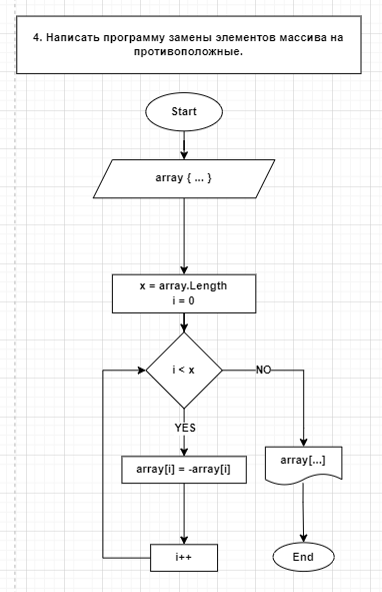 4. Написать программу замены элементов массива на
противоположные.
Start
array { ... }
x = array.Length
i = 0
i < x
NO
YES
array[i] = -array[i]
array[...]
i++
End